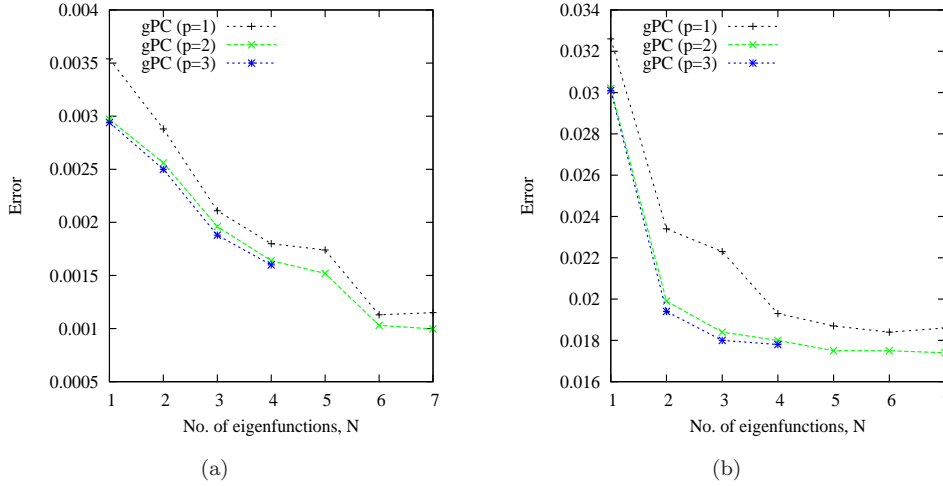 0.004
0.0035
0.003
0.0025
0.002
0.0015
0.001
0.0005
Error
gPC (p=1)
gPC (p=2)
gPC (p=3)
1 2 3 4 5 6 7
No. of eigenfunctions, N
(a)
0.034
0.032
0.03
0.028
0.026
0.024
0.022
0.02
0.018
0.016
Error
gPC (p=1)
gPC (p=2)
gPC (p=3)
1 2 3 4 5 6
No. of eigenfunctions, N
(b)